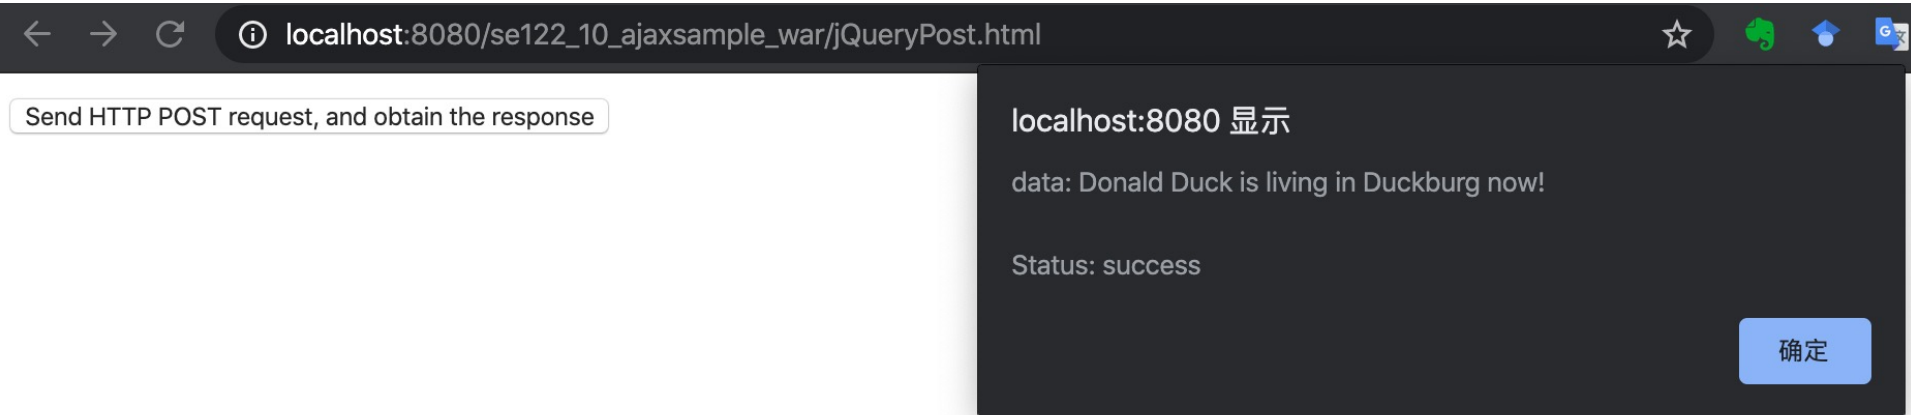 localhost:8080/se122_10_ajaxsample_war/jQueryPost.html
Send HTTP POST request, and obtain the response
localhost:8080 显示
data: Donald Duck is living in Duckburg now!
Status: success
确定